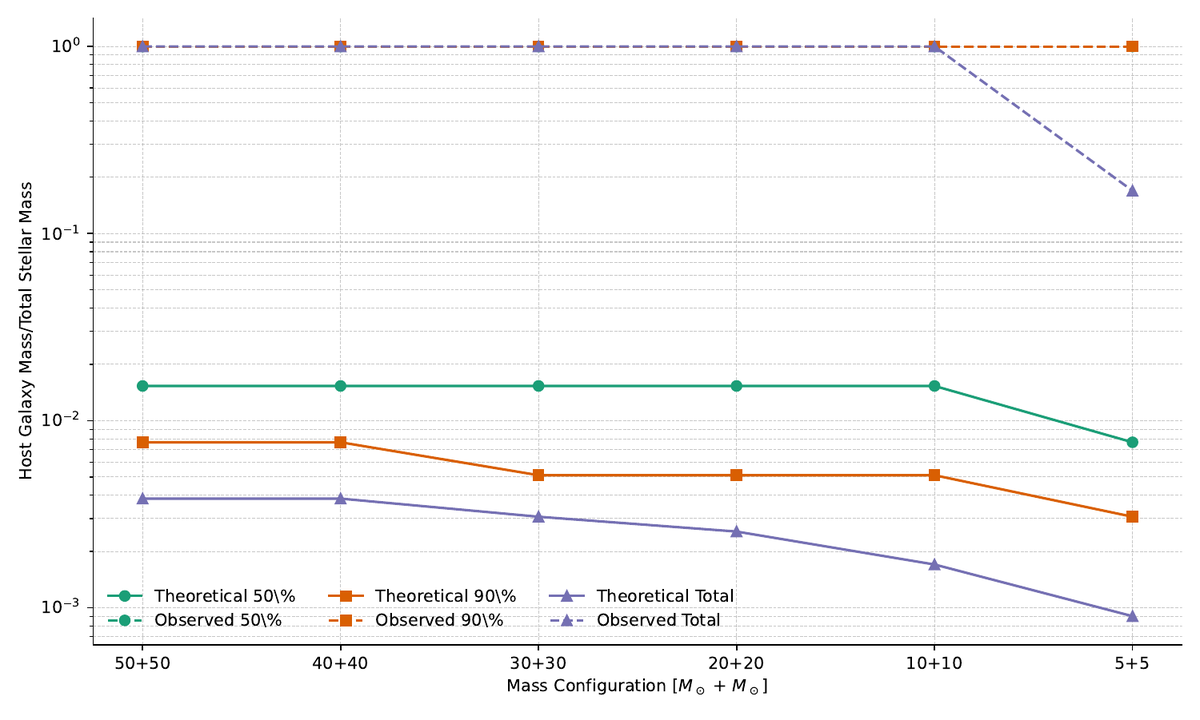 Host Galaxy Mass/Total Stellar Mass
10⁰
10⁻¹
10⁻²
10⁻³
Theoretical 50\%
Theoretical 90\%
Theoretical Total
Observed 50\%
Observed 90\%
Observed Total
50+50
40+40
30+30
20+20
10+10
5+5
Mass Configuration [M⊙ + M⊙]